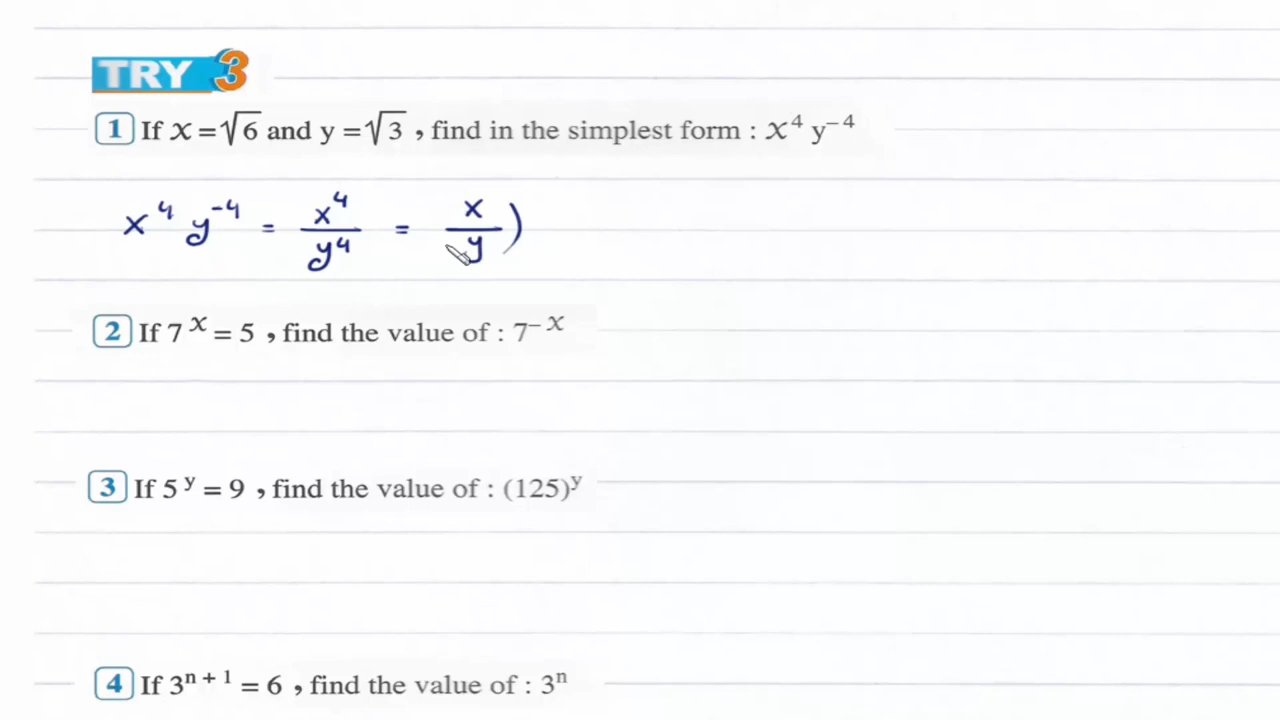 TRY 3
1 If x = √6 and y = √3 , find in the simplest form : x⁴ y⁻⁴
x⁴ y⁻⁴ = x⁴/y⁴ = x/y )
2 If 7ˣ = 5 , find the value of : 7⁻ˣ
3 If 5ʸ = 9 , find the value of : (125)ʸ
4 If 3ⁿ⁺¹ = 6 , find the value of : 3ⁿ